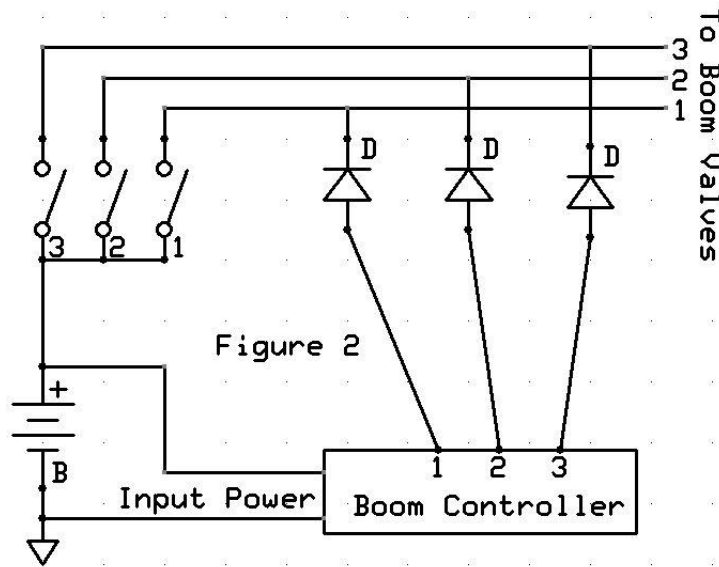 3
2
1
To Boom Valves
D
D
D
3
2
1
Figure 2
+
B
1
2
3
Input Power
Boom Controller